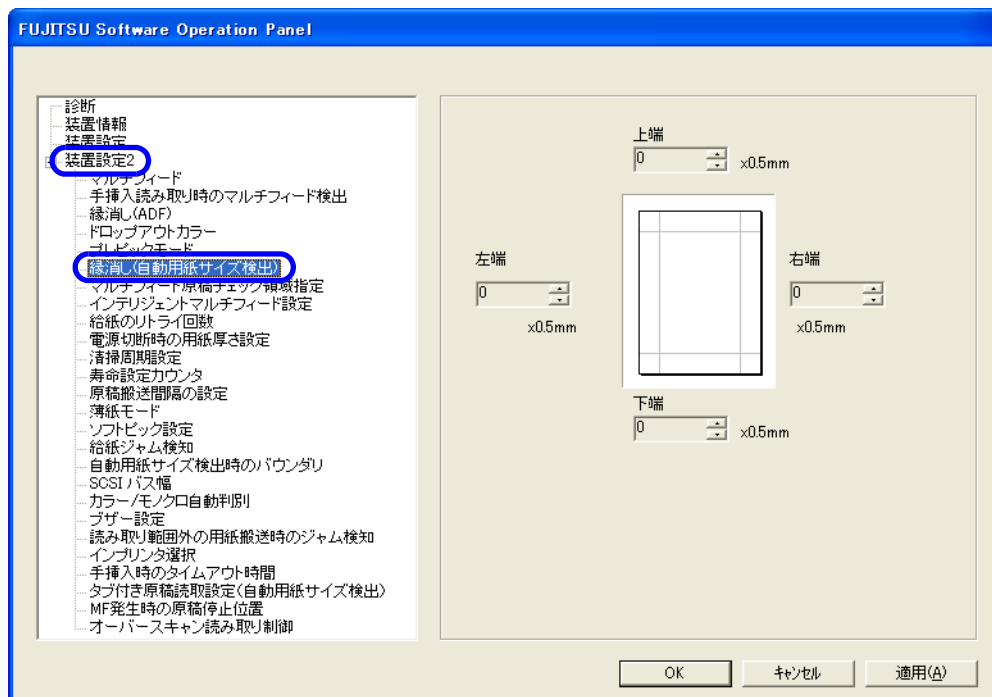 FUJITSU Software Operation Panel
診断
装置情報
装置設定
装置設定2
マルチフィード
手挿入読み取り時のマルチフィード検出
縁消し(ADF)
ドロップアウトカラー
プレピックモード
縁消し(自動用紙サイズ検出)
マルチフィード原稿チェック領域指定
インテリジェントマルチフィード設定
給紙のリトライ回数
電源切断時の用紙厚さ設定
清掃周期設定
寿命設定カウンタ
原稿搬送間隔の設定
薄紙モード
ソフトピック設定
給紙ジャム検知
自動用紙サイズ検出時のバウンダリ
SCSI バス幅
カラー/モノクロ自動判別
ブザー設定
読み取り範囲外の用紙搬送時のジャム検知
インプリンタ選択
手挿入時のタイムアウト時間
タブ付き原稿読取設定(自動用紙サイズ検出)
MF発生時の原稿停止位置
オーバースキャン読み取り制御
上端
0 x0.5mm
左端
0
x0.5mm
右端
0
x0.5mm
下端
0 x0.5mm
OK キャンセル 適用(A)